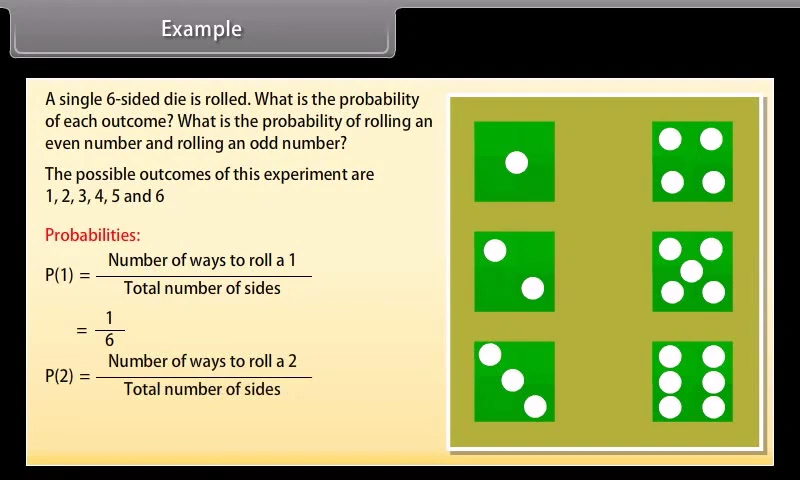 Example
A single 6-sided die is rolled. What is the probability
of each outcome? What is the probability of rolling an
even number and rolling an odd number?
The possible outcomes of this experiment are
1, 2, 3, 4, 5 and 6
Probabilities:
P(1) = Number of ways to roll a 1
Total number of sides
= 1
6
P(2) = Number of ways to roll a 2
Total number of sides